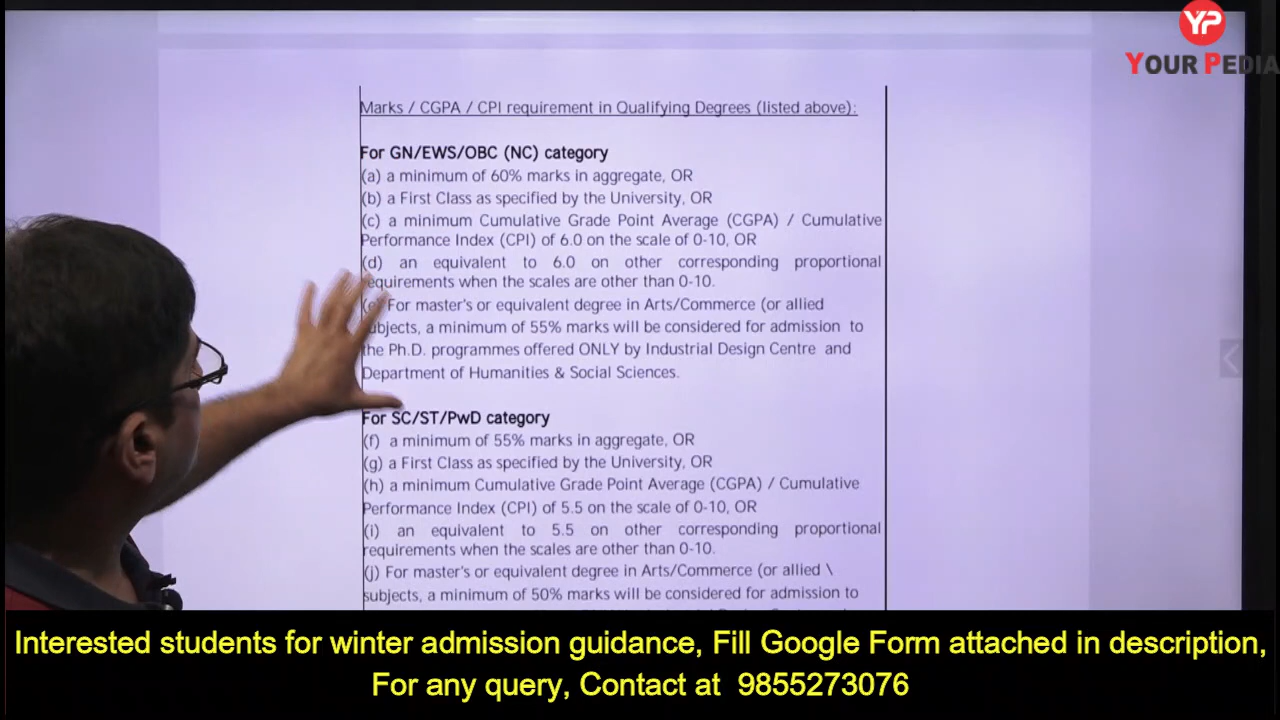 YP
YOUR PEDIA
Marks / CGPA / CPI requirement in Qualifying Degrees (listed above):
For GN/EWS/OBC (NC) category
(a) a minimum of 60% marks in aggregate, OR
(b) a First Class as specified by the University, OR
(c) a minimum Cumulative Grade Point Average (CGPA) / Cumulative
Performance Index (CPI) of 6.0 on the scale of 0-10, OR
(d) an equivalent to 6.0 on other corresponding proportional
requirements when the scales are other than 0-10.
(e) For master's or equivalent degree in Arts/Commerce (or allied
subjects, a minimum of 55% marks will be considered for admission to
the Ph.D. programmes offered ONLY by Industrial Design Centre and
Department of Humanities & Social Sciences.
For SC/ST/PwD category
(f) a minimum of 55% marks in aggregate, OR
(g) a First Class as specified by the University, OR
(h) a minimum Cumulative Grade Point Average (CGPA) / Cumulative
Performance Index (CPI) of 5.5 on the scale of 0-10, OR
(i) an equivalent to 5.5 on other corresponding proportional
requirements when the scales are other than 0-10.
(j) For master's or equivalent degree in Arts/Commerce (or allied \
subjects, a minimum of 50% marks will be considered for admission to
Interested students for winter admission guidance, Fill Google Form attached in description,
For any query, Contact at 9855273076